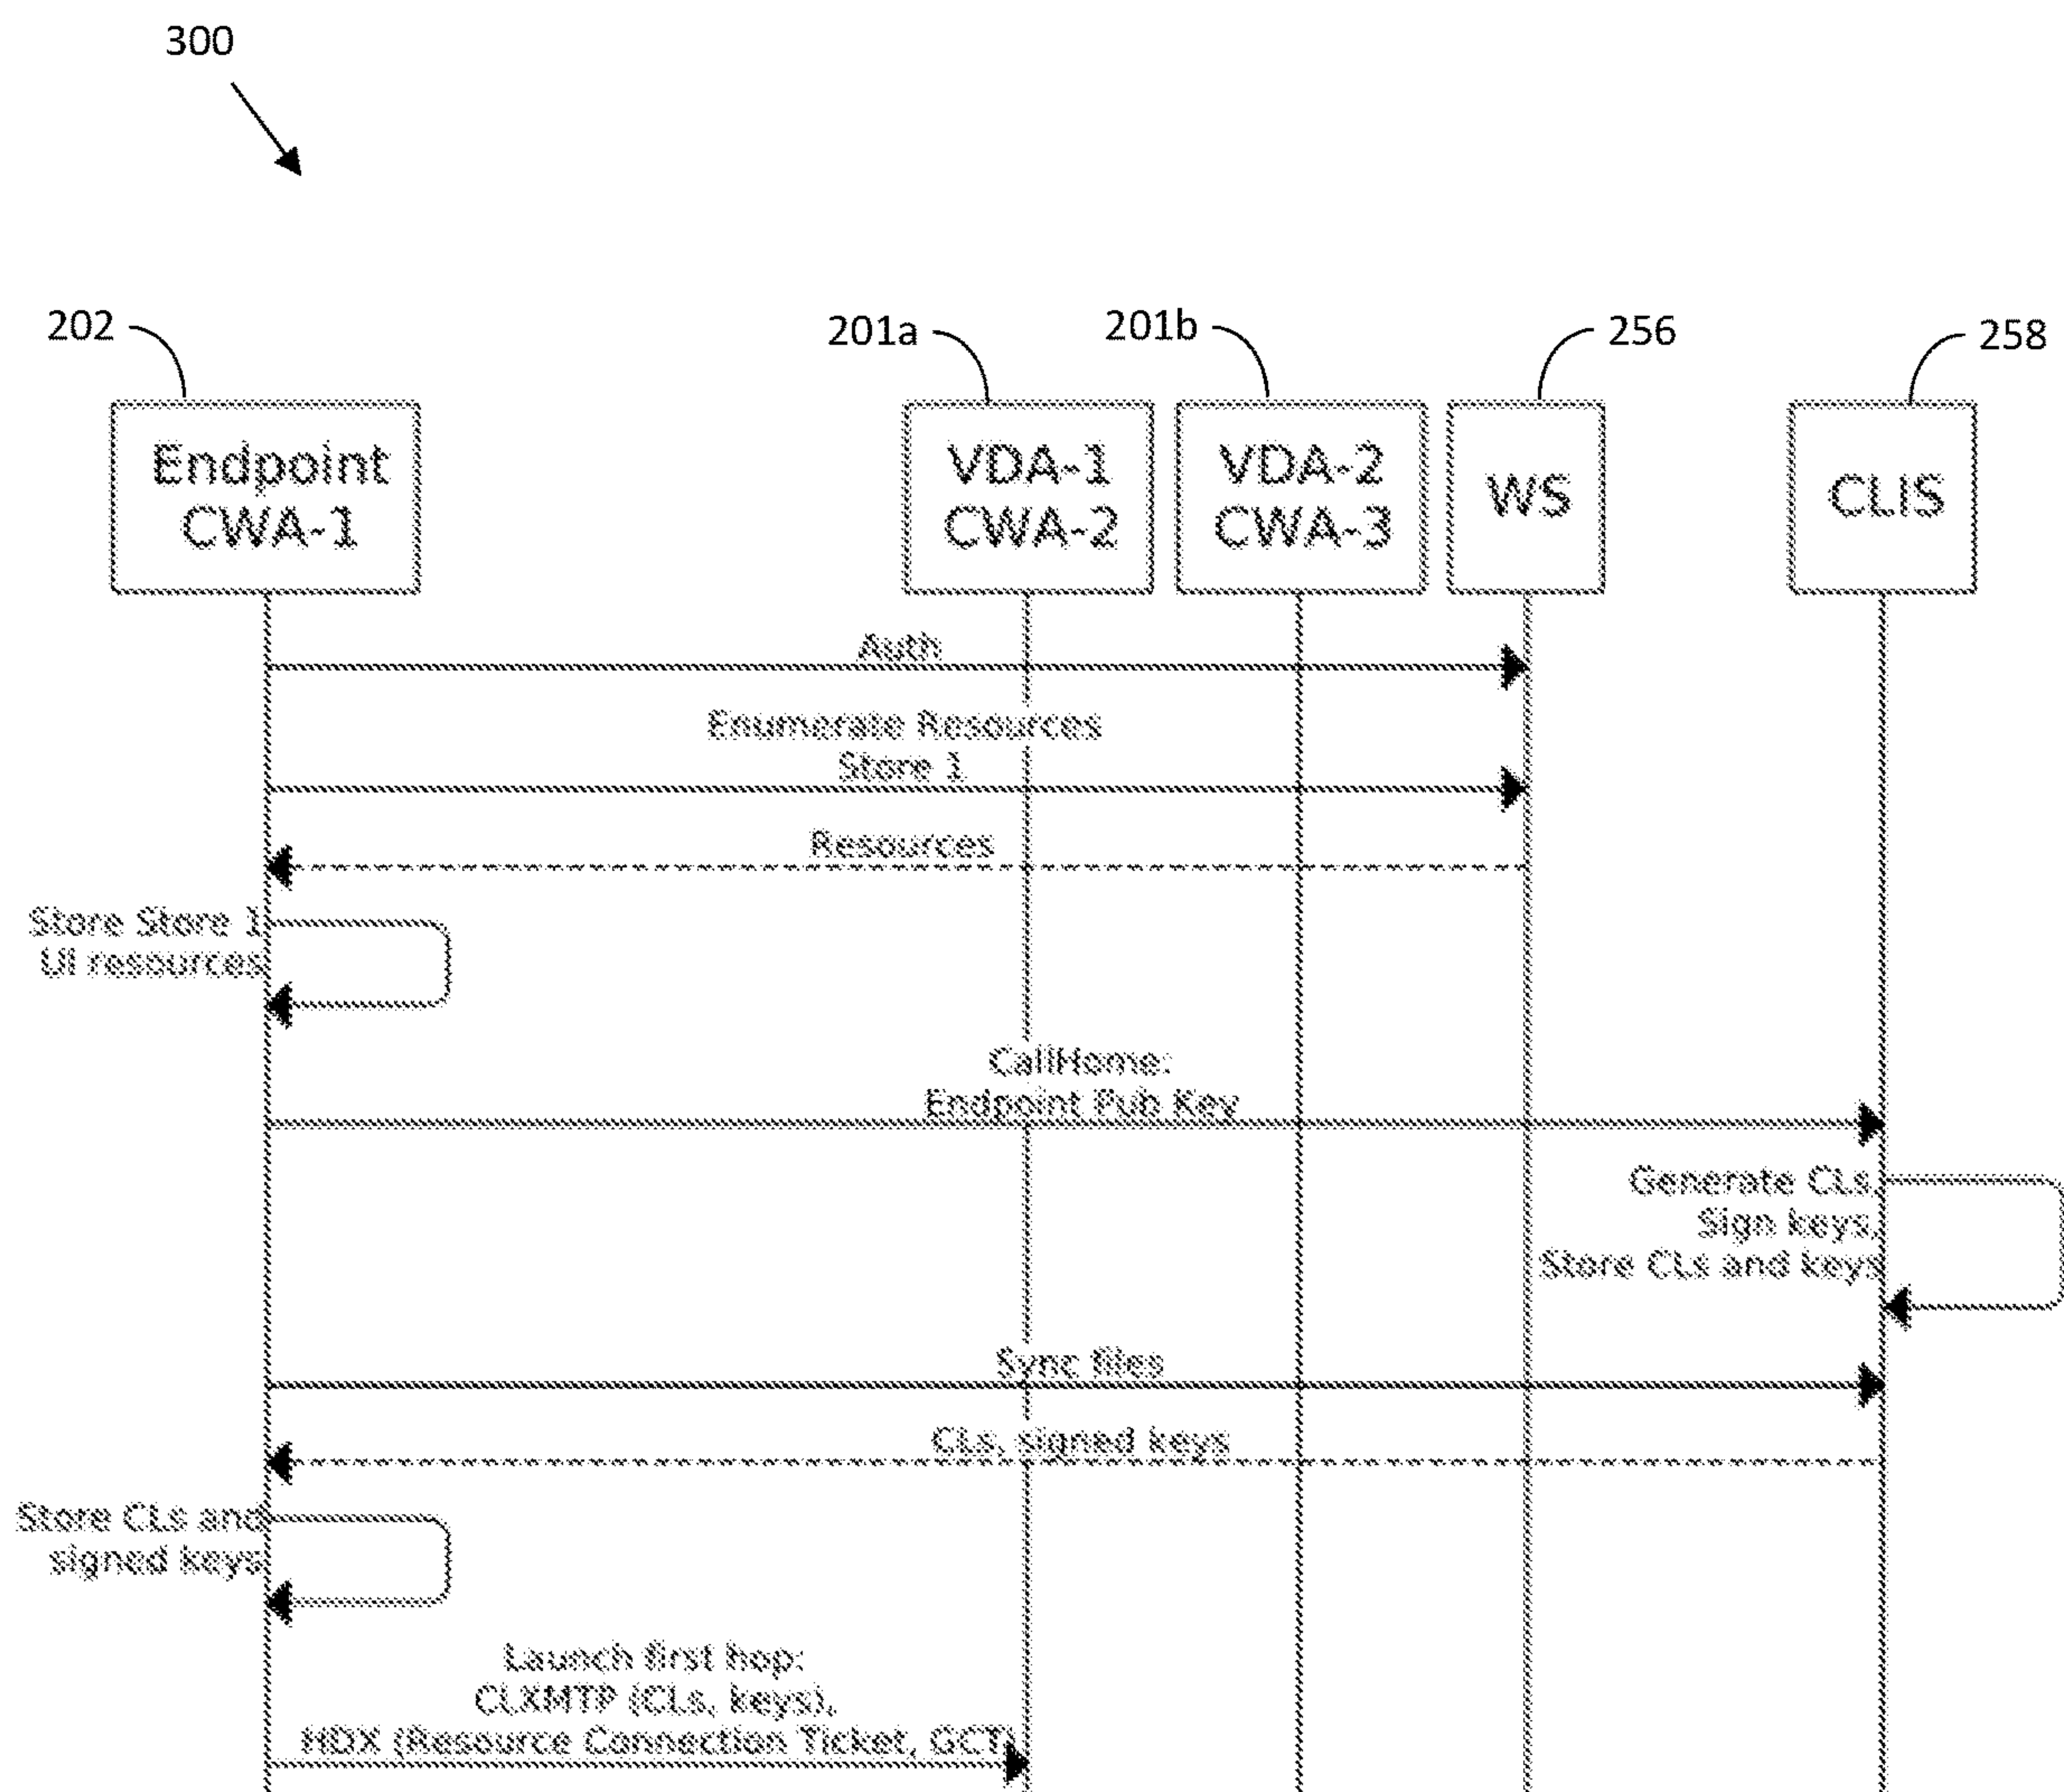 300
202
201a
201b
256
258
Endpoint
CWA-1
VDA-1
CWA-2
VDA-2
CWA-3
WS
CLIS
Auth
Enumerate Resources
Store 1
Resources
Store Store 1
UI resources
CallHome:
Endpoint Pub Key
Generate CLs,
Sign keys,
Store CLs and keys
Sync files
CLs, signed keys
Store CLs and
signed keys
Launch first hop:
CLXMTP (CLs, keys),
HDX (Resource Connection Ticket, GCT)